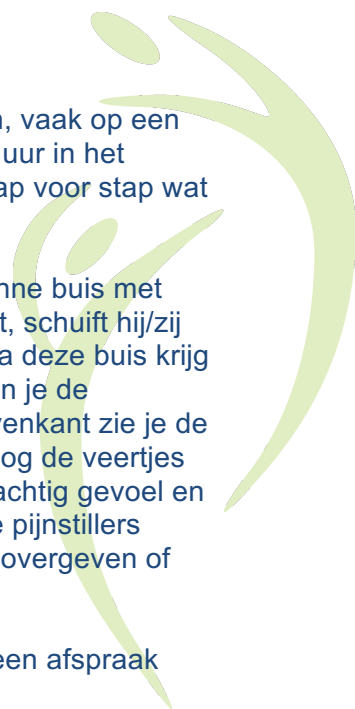 , vaak op een
uur in het
ap voor stap wat
nne buis met
t, schuift hij/zij
a deze buis krijg
n je de
venkant zie je de
og de veertjes
achtig gevoel en
e pijnstillers
overgeven of
een afspraak